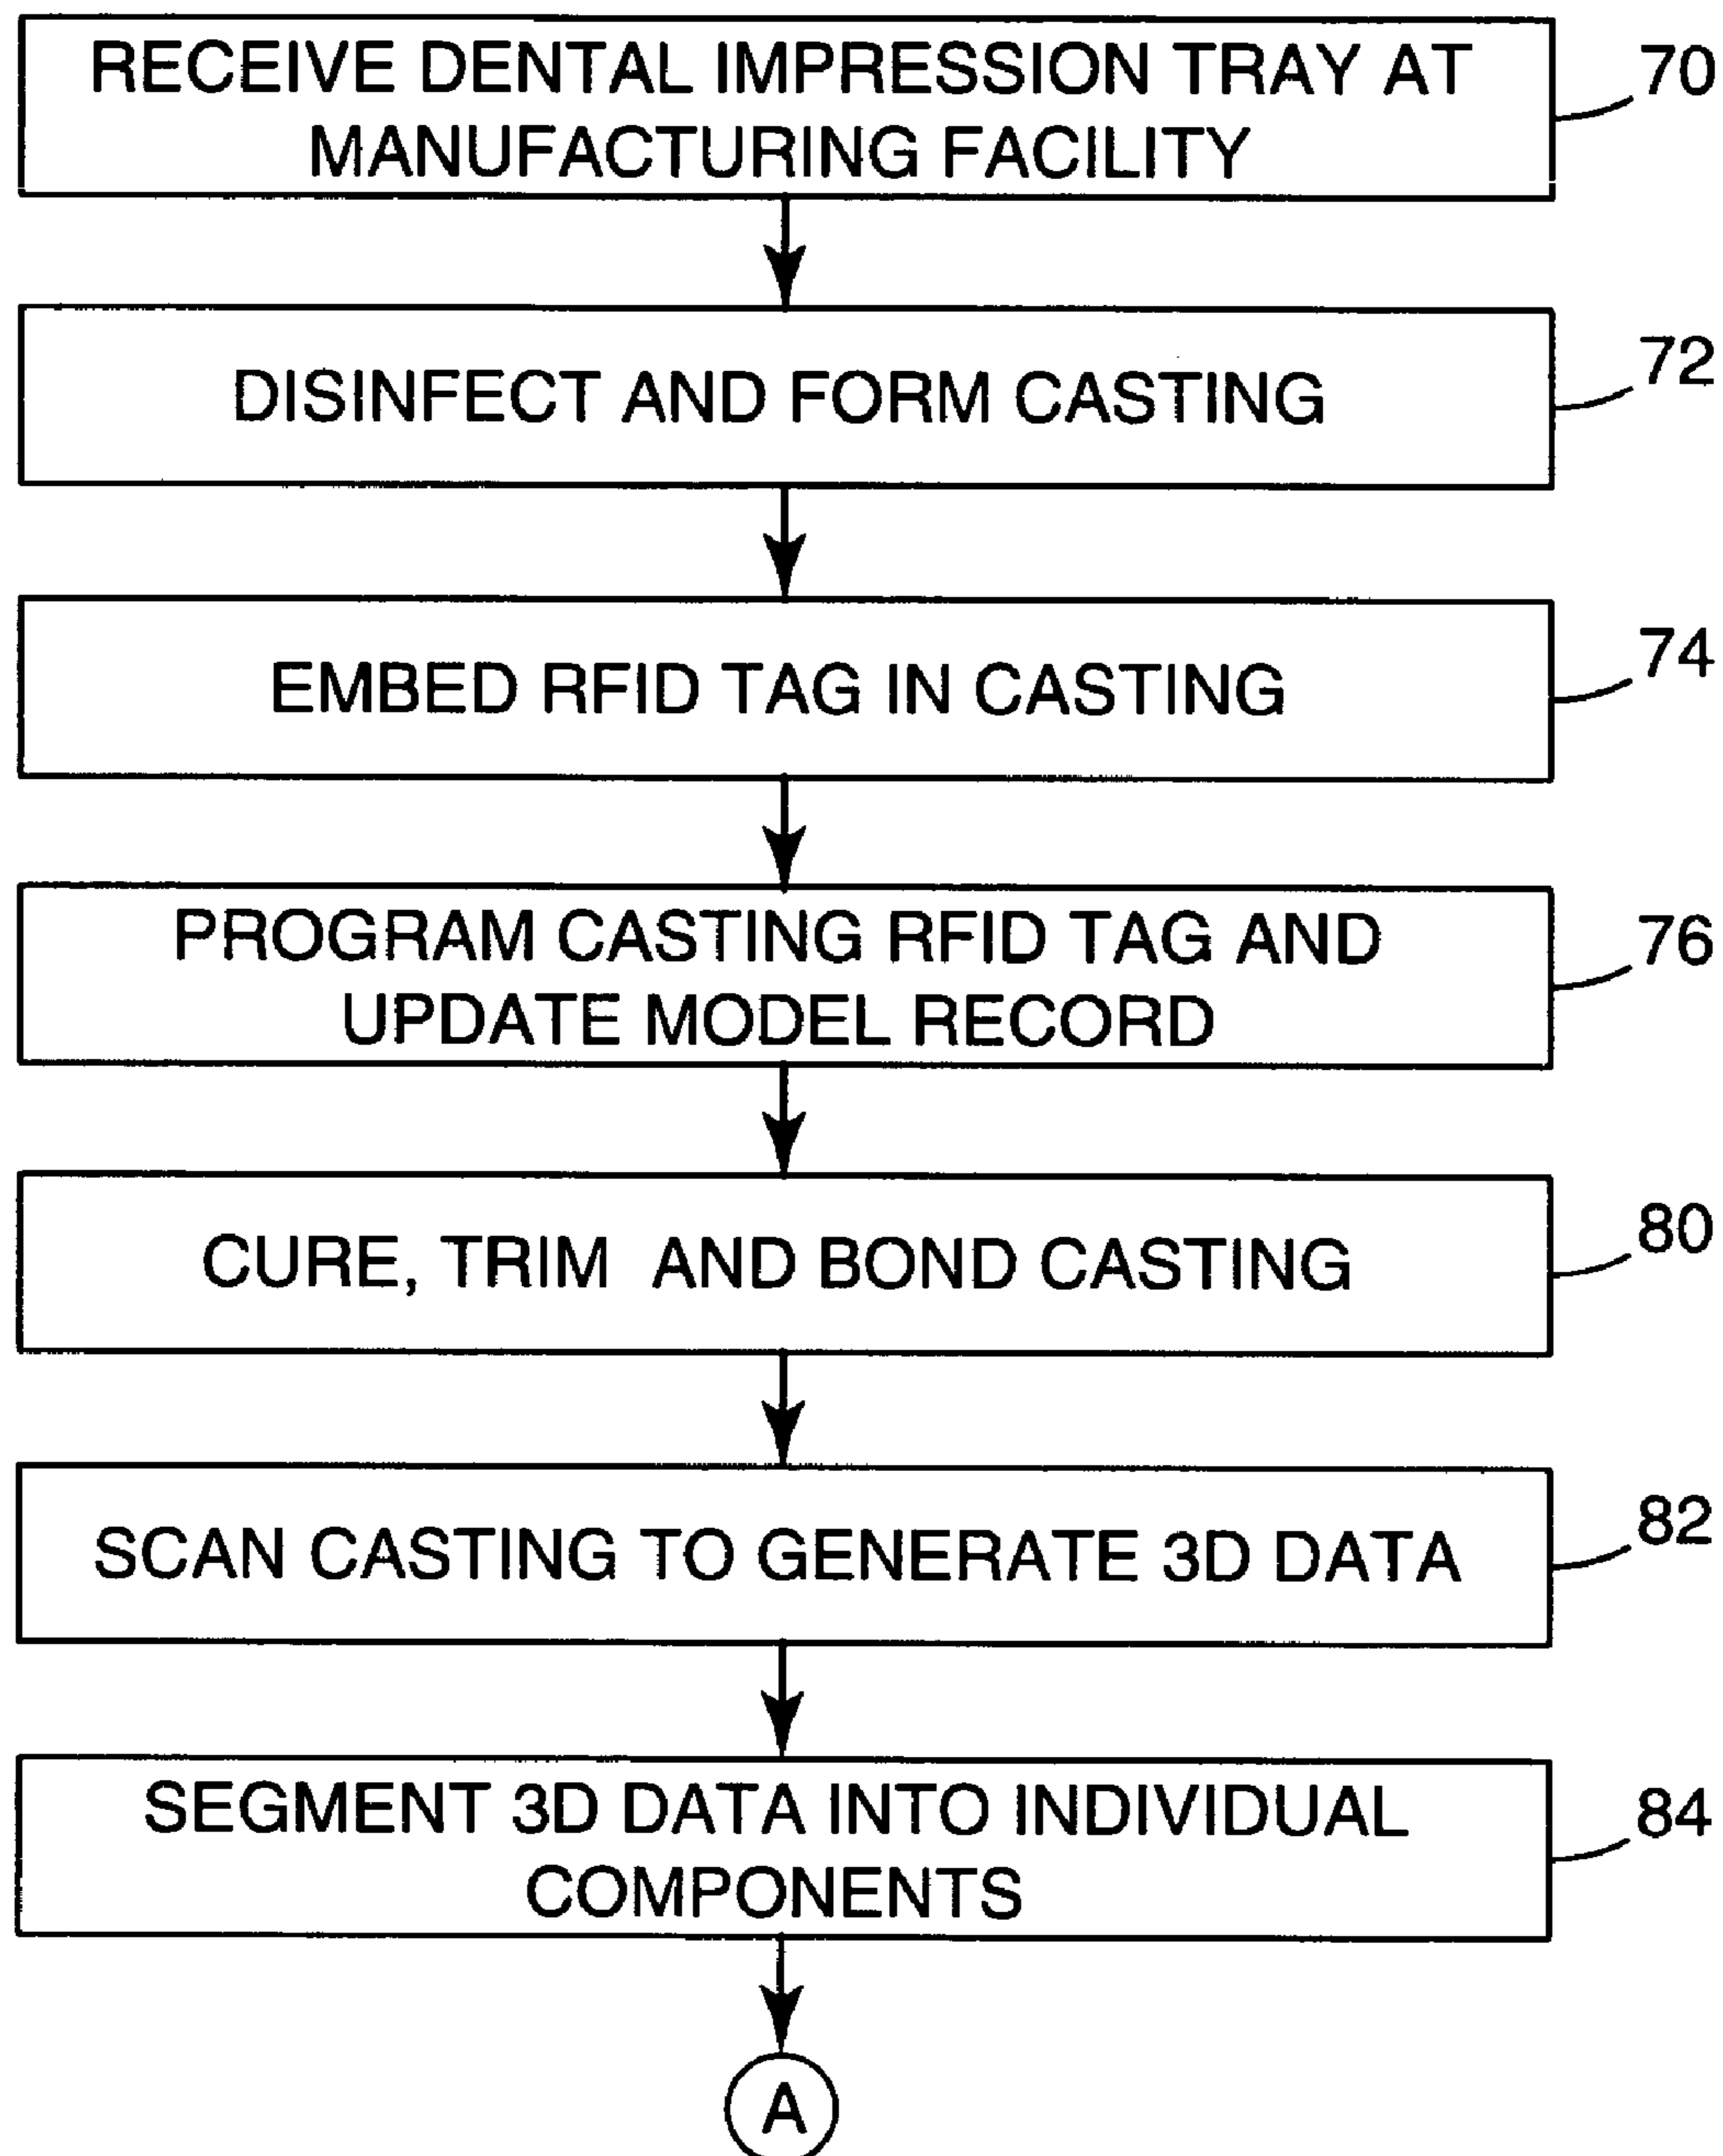 RECEIVE DENTAL IMPRESSION TRAY AT
MANUFACTURING FACILITY
70
DISINFECT AND FORM CASTING
72
EMBED RFID TAG IN CASTING
74
PROGRAM CASTING RFID TAG AND
UPDATE MODEL RECORD
76
CURE, TRIM AND BOND CASTING
80
SCAN CASTING TO GENERATE 3D DATA
82
SEGMENT 3D DATA INTO INDIVIDUAL
COMPONENTS
84
A